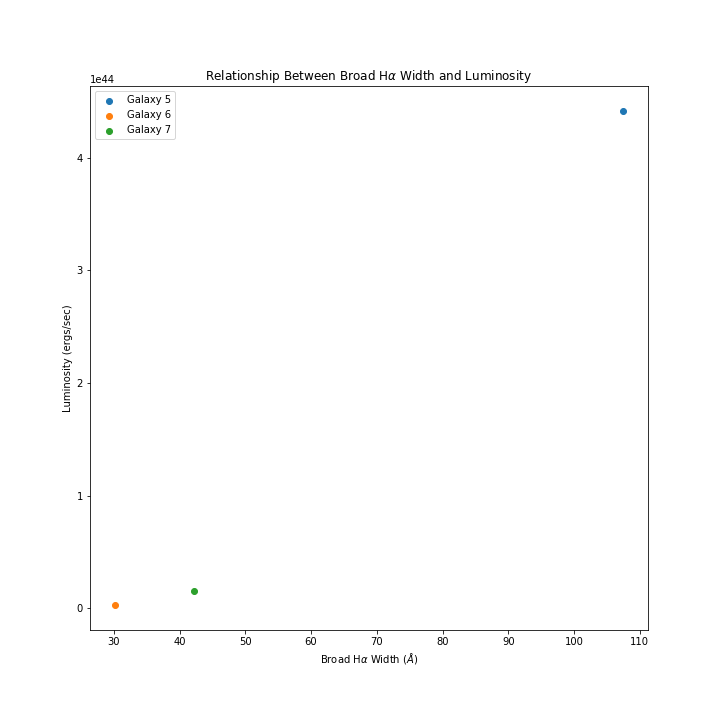 Relationship Between Broad Hα Width and Luminosity
1e44
Galaxy 5
Galaxy 6
Galaxy 7
4
3
2
1
0
Luminosity (ergs/sec)
30 40 50 60 70 80 90 100 110
Broad Hα Width (Å)